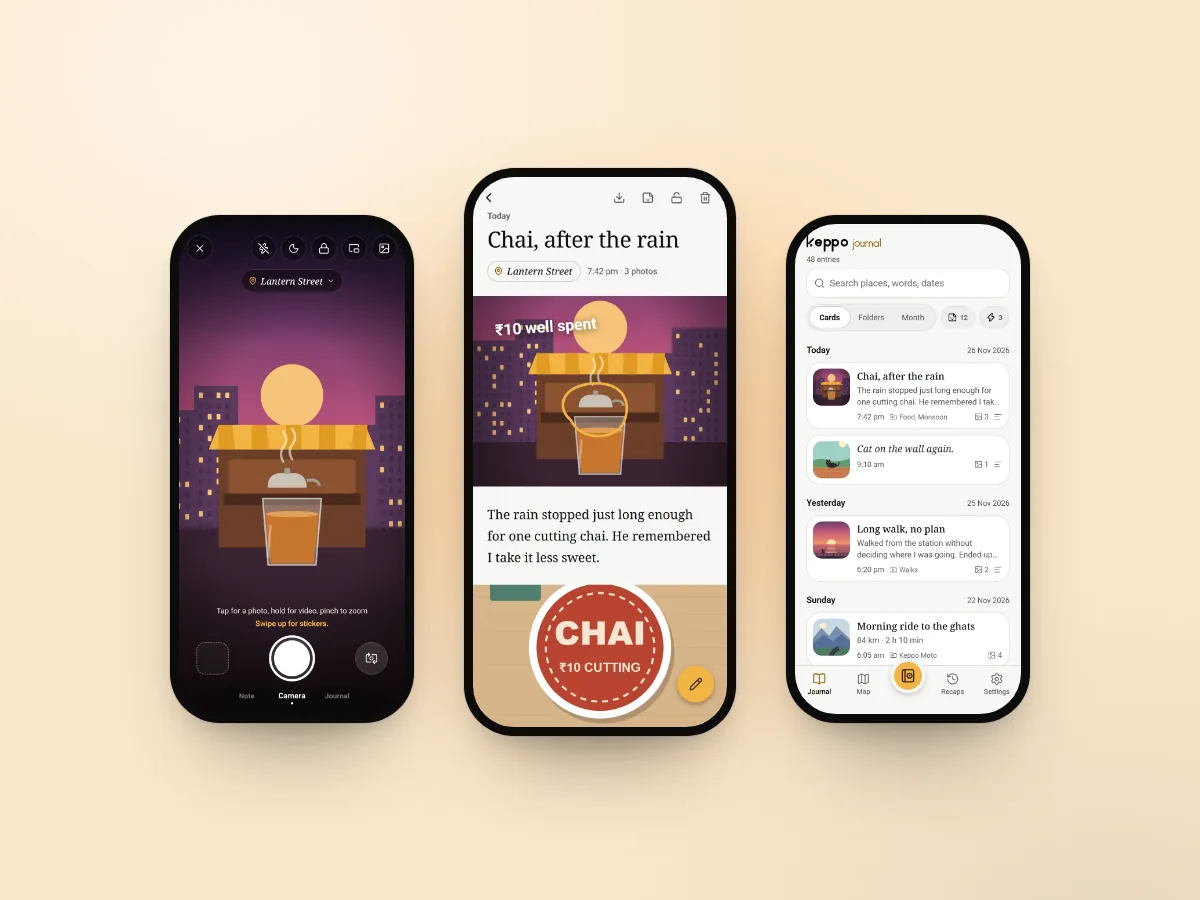 Lantern Street
Tap for a photo, hold for video, pinch to zoom
Swipe up for stickers.
Note
Camera
Journal
Today
Chai, after the rain
Lantern Street
7:42 pm · 3 photos
₹10 well spent
The rain stopped just long enough
for one cutting chai. He remembered
I take it less sweet.
CHAI
₹10 CUTTING
keppo journal
48 entries
Search places, words, dates
Cards
Folders
Month
12
3
Today
26 Nov 2026
Chai, after the rain
The rain stopped just long enough for
one cutting chai. He remembered I tak...
7:42 pm
Food, Monsoon
3
Cat on the wall again.
9:10 am
1
Yesterday
25 Nov 2026
Long walk, no plan
Walked from the station without
deciding where I was going. Ended up...
6:20 pm
Walks
2
Sunday
22 Nov 2026
Morning ride to the ghats
84 km · 2 h 10 min
6:05 am
Keppo Moto
4
Journal
Map
Recaps
Settings